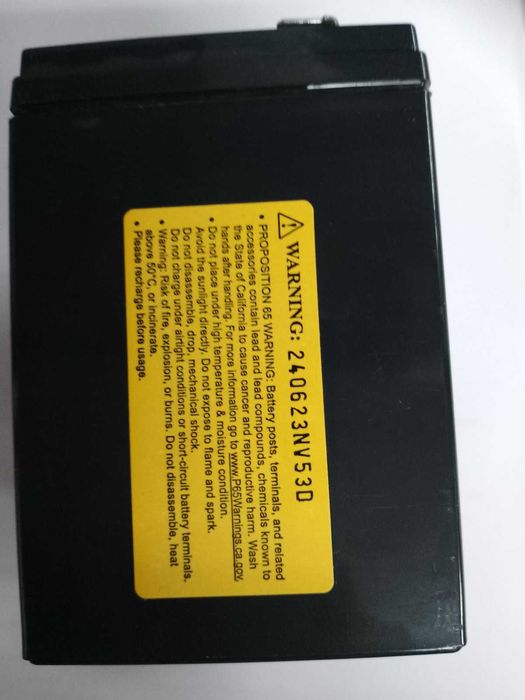 ⚠ WARNING: 240623NV53D
• PROPOSITION 65 WARNING: Battery posts, terminals, and related
accessories contain lead and lead compounds, chemicals known to
the State of California to cause cancer and reproductive harm. Wash
hands after handling. For more information go to www.P65Warnings.ca.gov.
• Do not place under high temperature & moisture condition.
Avoid the sunlight directly. Do not expose to flame and spark.
Do not disassemble, drop, mechanical shock.
Do not charge under airtight conditions or short-circuit battery terminals.
• Warning: Risk of fire, explosion, or burns. Do not disassemble, heat
above 50°C, or incinerate.
• Please recharge before usage.